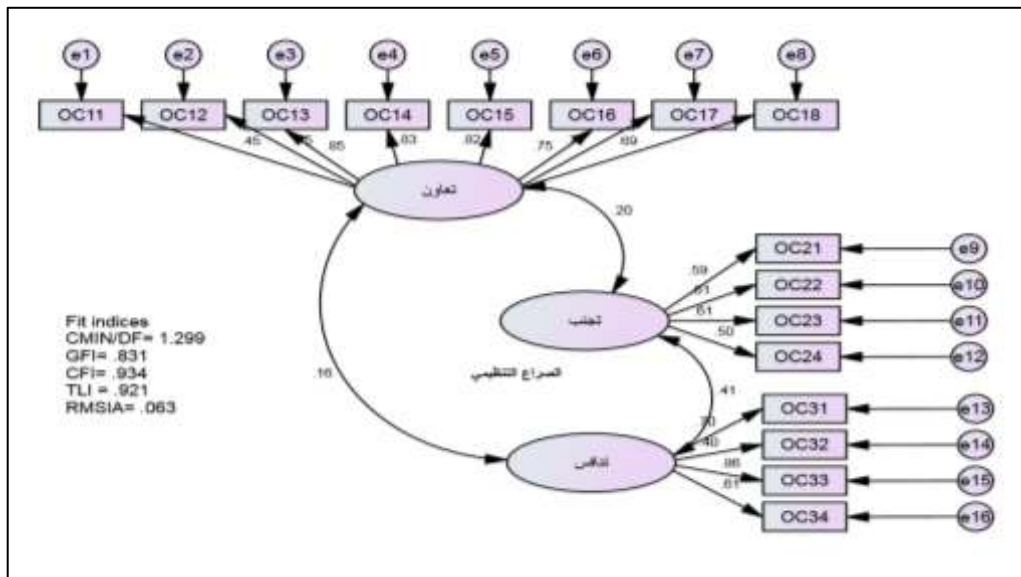 e1 e2 e3 e4 e5 e6 e7 e8
OC11 OC12 OC13 OC14 OC15 OC16 OC17 OC18
.45 .85 .83 .82 .75 .69
تعاون
.20
OC21 e9
.59
OC22 e10
OC23 e11
.61
OC24 e12
.50
تجنب
الصراع التنظيمي
Fit indices
CMIN/DF= 1.299
GFI= .831
CFI= .934
TLI = .921
RMSIA= .063
.16
.41
OC31 e13
OC32 e14
.40
OC33 e15
.86
OC34 e16
.61
تنافس